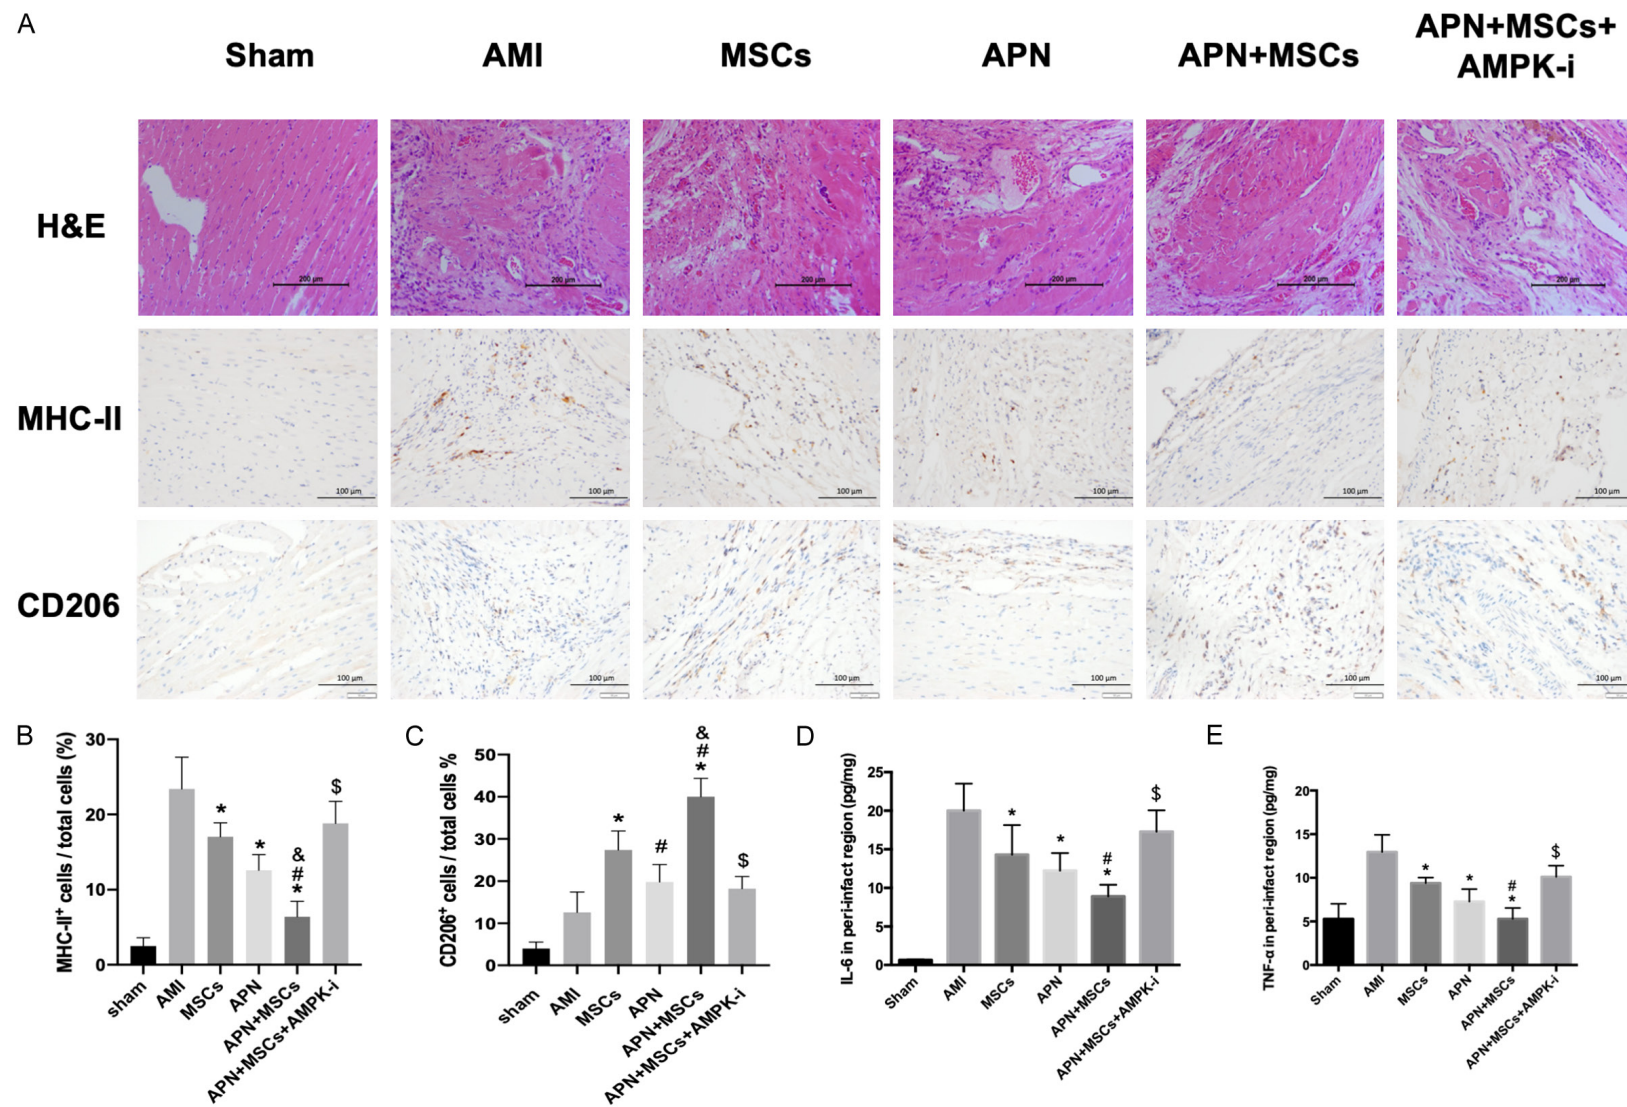 A
Sham
AMI
MSCs
APN
APN+MSCs
APN+MSCs+
AMPK-i
H&E
200 µm
200 µm
200 µm
200 µm
200 µm
200 µm
MHC-II
100 µm
100 µm
100 µm
100 µm
100 µm
100 µm
CD206
100 µm
100 µm
100 µm
100 µm
100 µm
100 µm
B
MHC-II⁺ cells / total cells (%)
30
20
10
0
*
*
&
#
*
$
sham
AMI
MSCs
APN
APN+MSCs
APN+MSCs+AMPK-i
C
CD206⁺ cells / total cells %
50
40
30
20
10
0
*
#
&
#
*
$
sham
AMI
MSCs
APN
APN+MSCs
APN+MSCs+AMPK-i
D
IL-6 in peri-infact region (pg/mg)
25
20
15
10
5
0
*
*
#
*
$
Sham
AMI
MSCs
APN
APN+MSCs
APN+MSCs+AMPK-i
E
TNF-α in peri-infact region (pg/mg)
20
15
10
5
0
*
*
#
*
$
Sham
AMI
MSCs
APN
APN+MSCs
APN+MSCs+AMPK-i